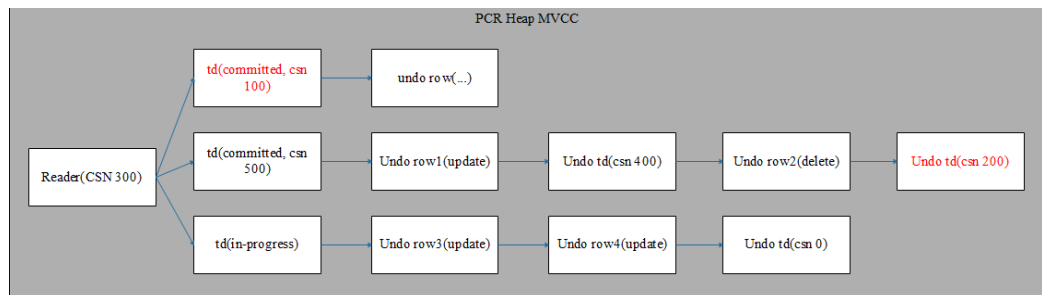 PCR Heap MVCC
td(committed, csn
100)
undo row(...)
Reader(CSN 300)
td(committed, csn
500)
Undo row1(update)
Undo td(csn 400)
Undo row2(delete)
Undo td(csn 200)
td(in-progress)
Undo row3(update)
Undo row4(update)
Undo td(csn 0)